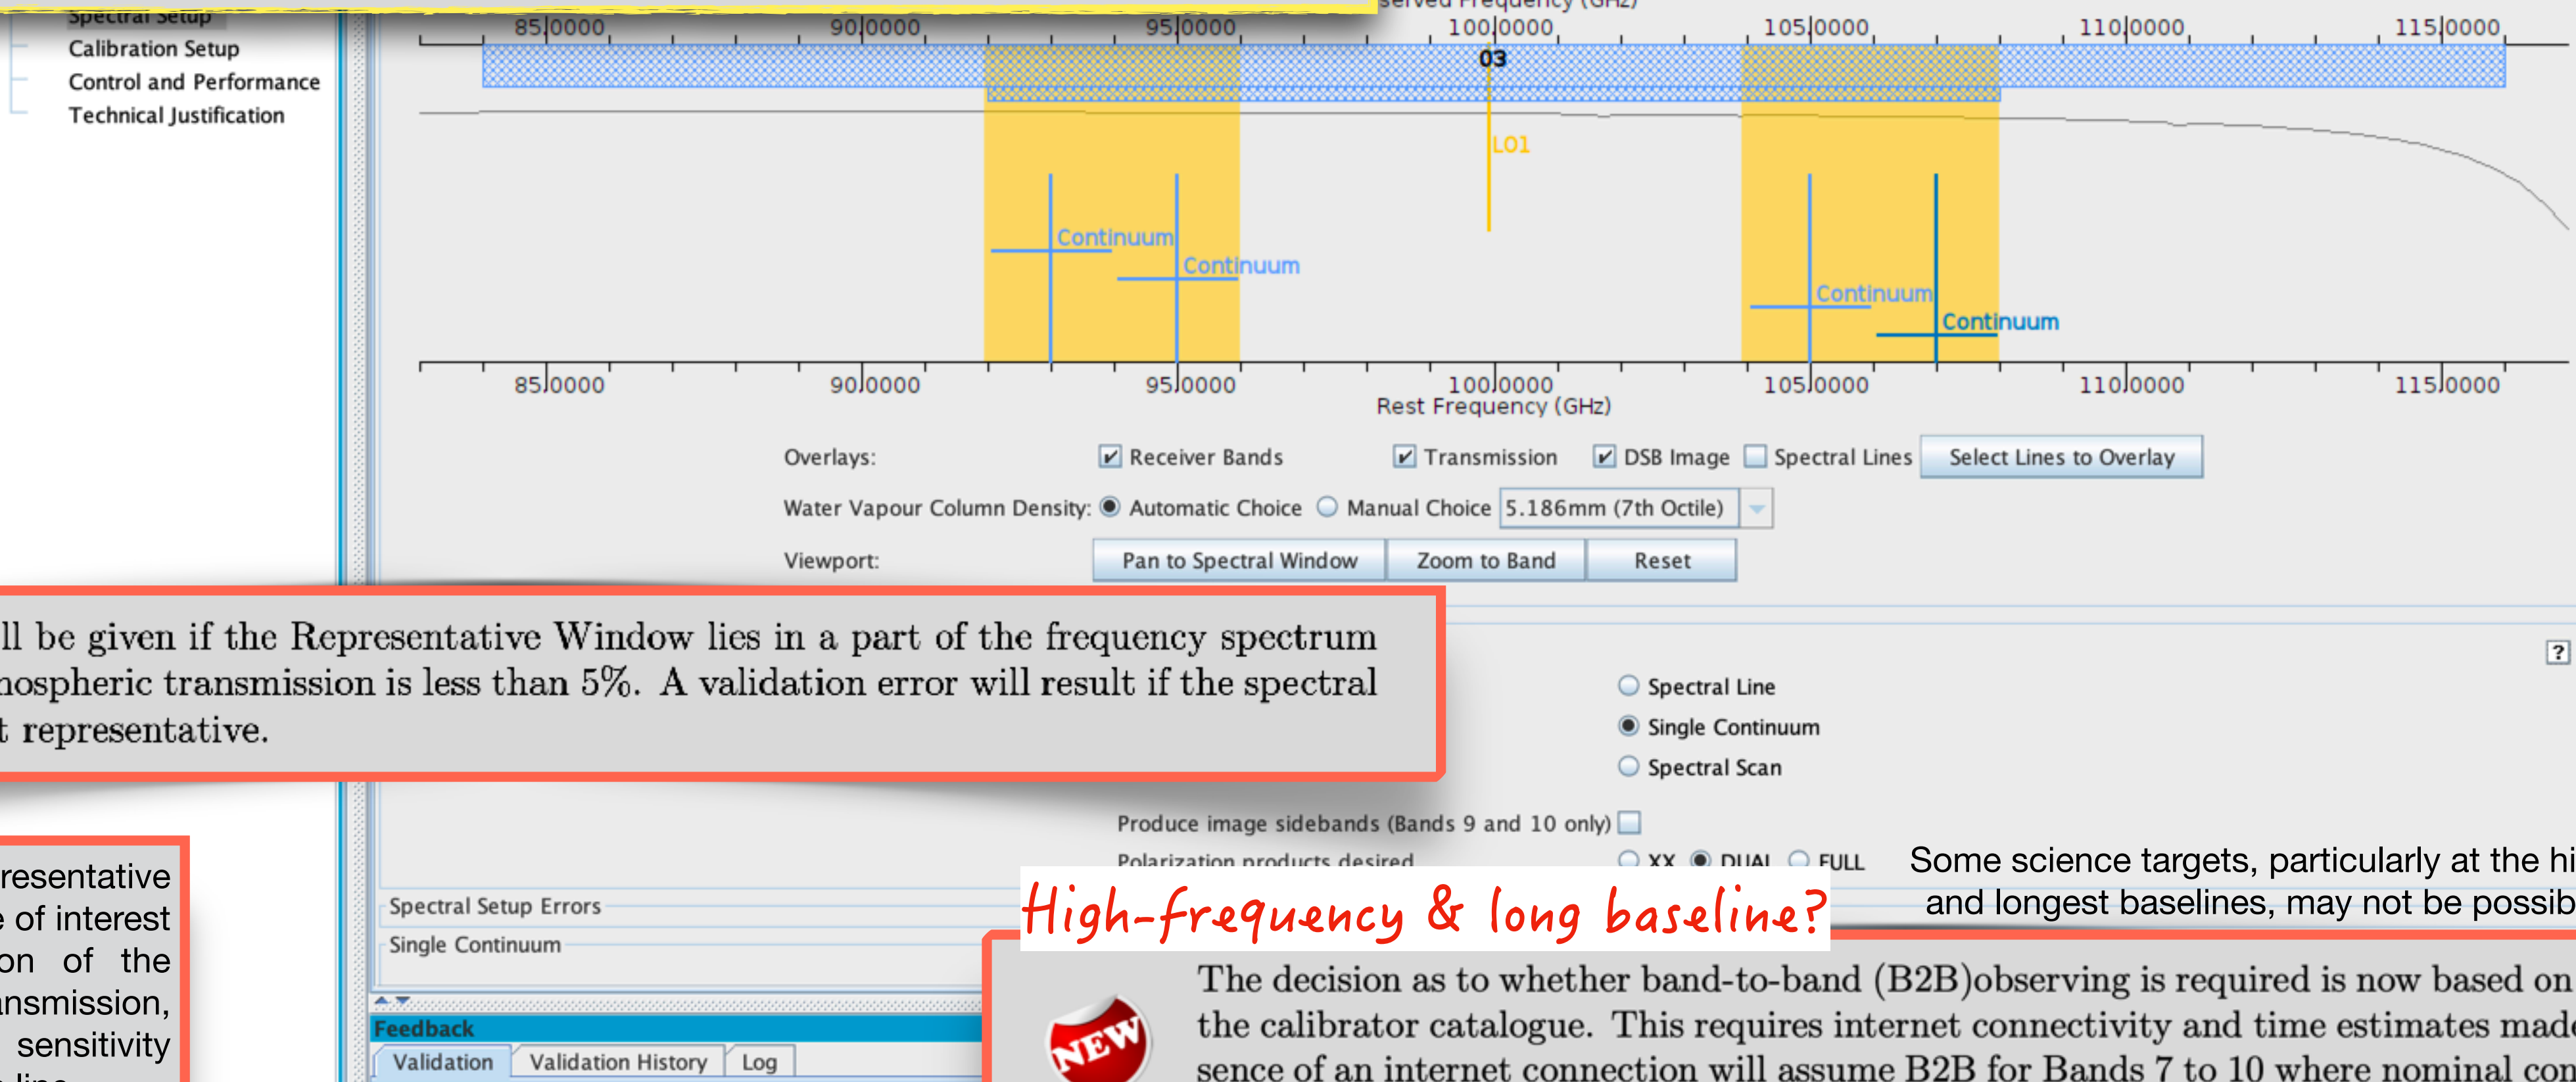 Spectral Setup
Calibration Setup
Control and Performance
Technical Justification
served Frequency (GHz)
85.0000 90.0000 95.0000 100.0000 105.0000 110.0000 115.0000
03
LO1
Continuum
Continuum
Continuum
Continuum
85.0000 90.0000 95.0000 100.0000 105.0000 110.0000 115.0000
Rest Frequency (GHz)
Overlays: Receiver Bands Transmission DSB Image Spectral Lines Select Lines to Overlay
Water Vapour Column Density: Automatic Choice Manual Choice 5.186mm (7th Octile)
Viewport: Pan to Spectral Window Zoom to Band Reset
ll be given if the Representative Window lies in a part of the frequency spectrum
nospheric transmission is less than 5%. A validation error will result if the spectral
t representative.
?
Spectral Line
Single Continuum
Spectral Scan
Produce image sidebands (Bands 9 and 10 only)
Polarization products desired XX DUAL FULL
Some science targets, particularly at the hi
and longest baselines, may not be possib
presentative
e of interest
on of the
ansmission,
sensitivity
line
Spectral Setup Errors
Single Continuum
High-frequency & long baseline?
NEW
The decision as to whether band-to-band (B2B)observing is required is now based on
the calibrator catalogue. This requires internet connectivity and time estimates made
sence of an internet connection will assume B2B for Bands 7 to 10 where nominal con
Feedback
Validation Validation History Log